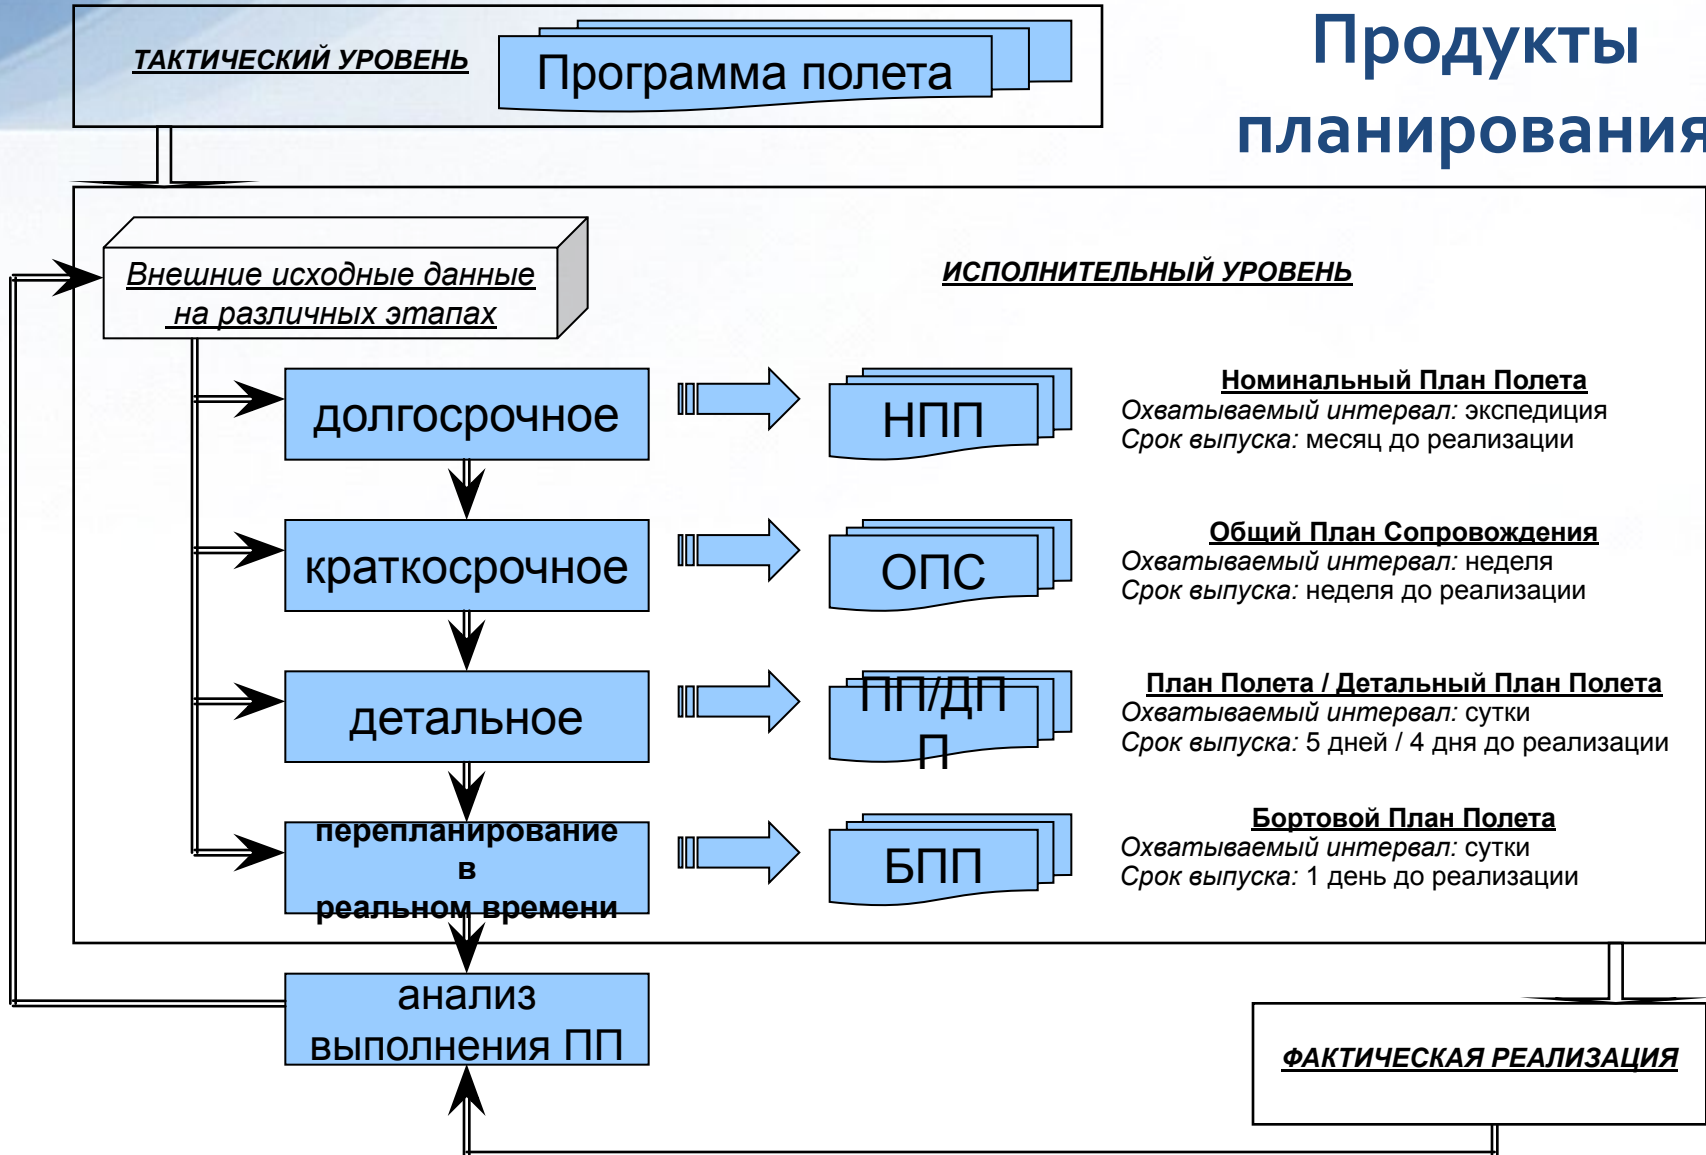 Продукты
планирования
ТАКТИЧЕСКИЙ УРОВЕНЬ
Программа полета
Внешние исходные данные
на различных этапах
ИСПОЛНИТЕЛЬНЫЙ УРОВЕНЬ
долгосрочное
НПП
Номинальный План Полета
Охватываемый интервал: экспедиция
Срок выпуска: месяц до реализации
краткосрочное
ОПС
Общий План Сопровождения
Охватываемый интервал: неделя
Срок выпуска: неделя до реализации
детальное
ПП/ДП
П
План Полета / Детальный План Полета
Охватываемый интервал: сутки
Срок выпуска: 5 дней / 4 дня до реализации
перепланирование
в
реальном времени
БПП
Бортовой План Полета
Охватываемый интервал: сутки
Срок выпуска: 1 день до реализации
анализ
выполнения ПП
ФАКТИЧЕСКАЯ РЕАЛИЗАЦИЯ